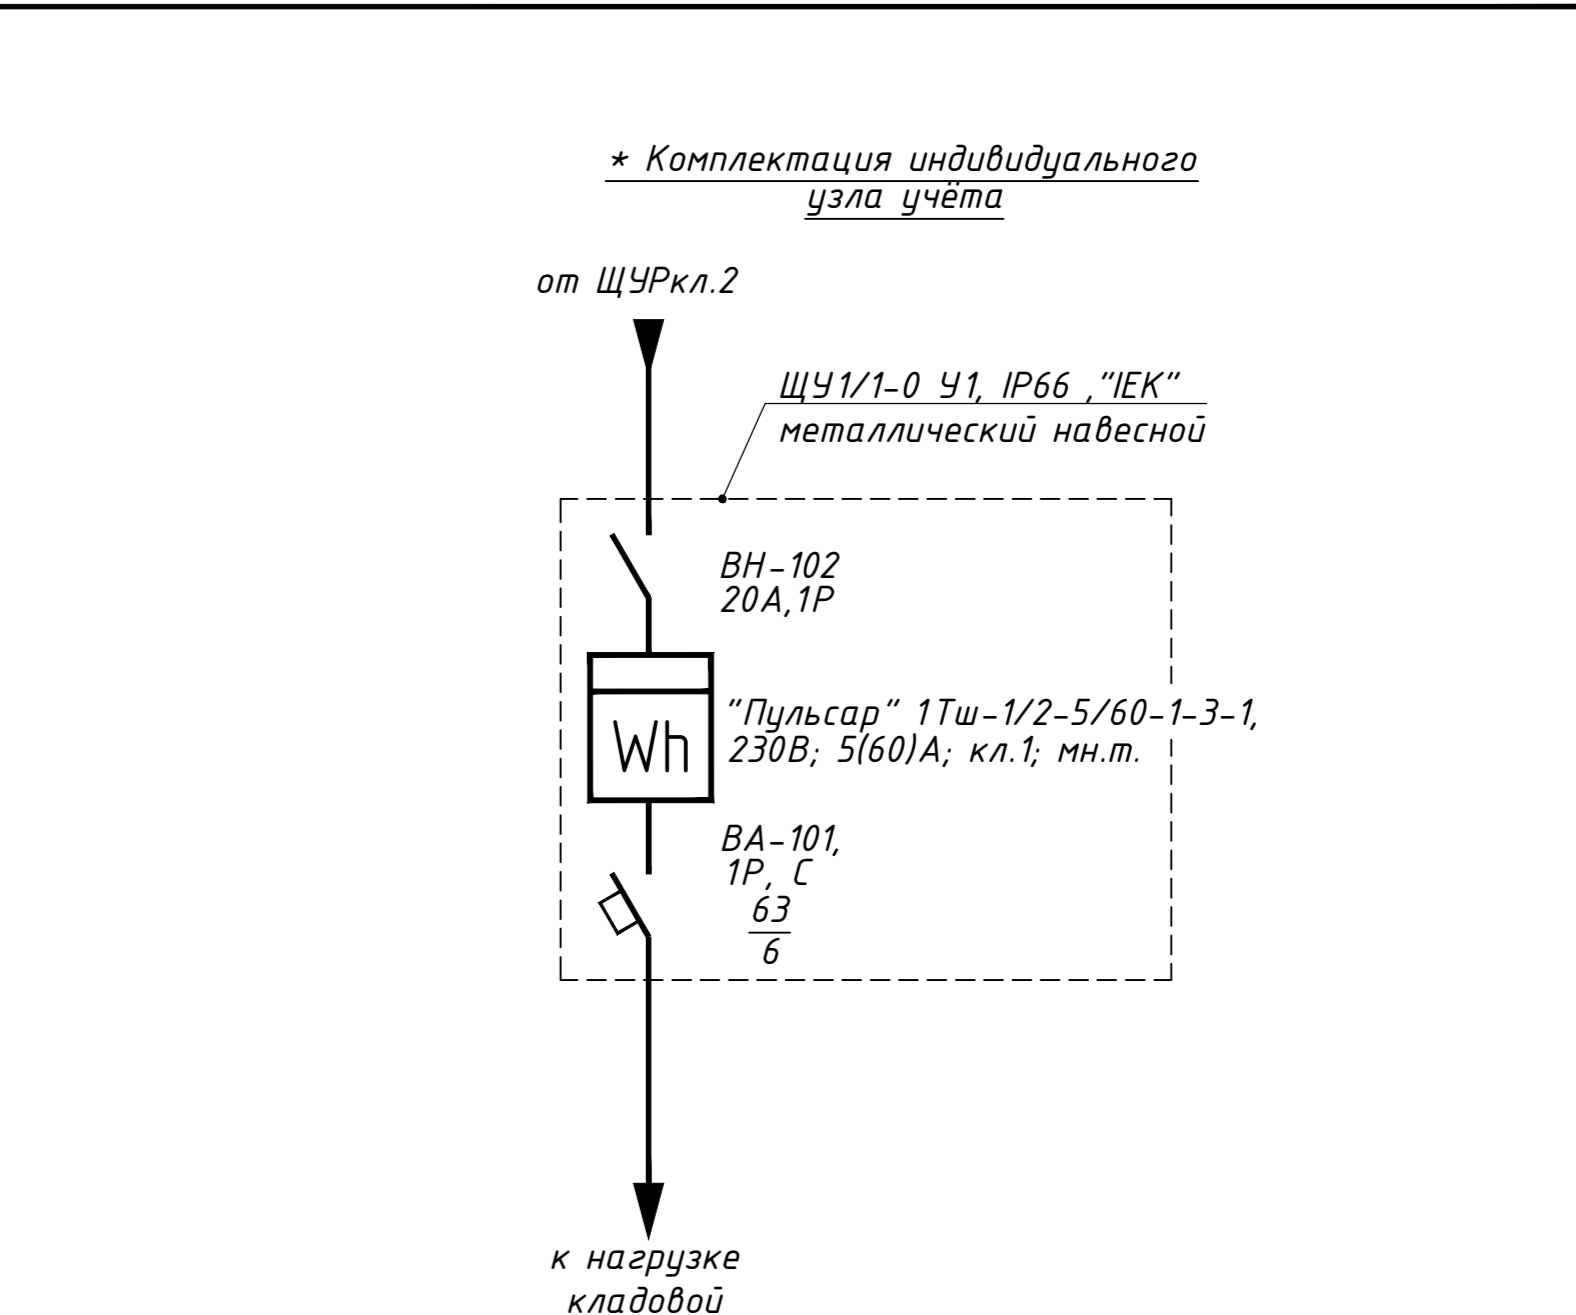 * Комплектация индивидуального
узла учёта
от ЩУРкл.2
ЩУ1/1-0 У1, IP66 ,"IEK"
металлический навесной
ВН-102
20А,1Р
"Пульсар" 1Тш-1/2-5/60-1-3-1,
Wh
230В; 5(60)А; кл.1; мн.т.
ВА-101,
1Р, С
63
6
к нагрузке
кладовой